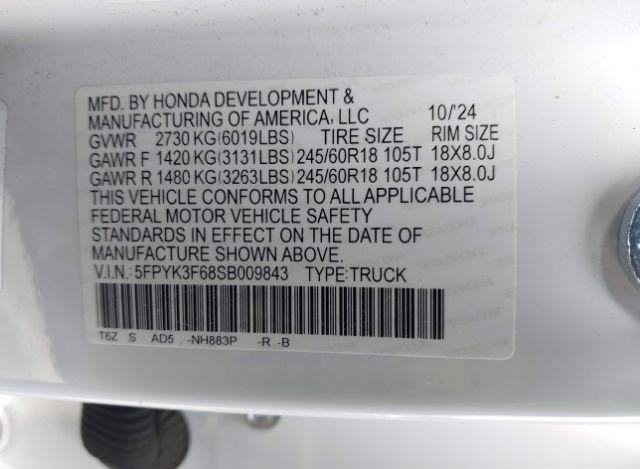 MFD. BY HONDA DEVELOPMENT &
MANUFACTURING OF AMERICA, LLC 10/'24
GVWR 2730 KG(6019LBS) TIRE SIZE RIM SIZE
GAWR F 1420 KG(3131LBS) 245/60R18 105T 18X8.0J
GAWR R 1480 KG(3263LBS) 245/60R18 105T 18X8.0J
THIS VEHICLE CONFORMS TO ALL APPLICABLE
FEDERAL MOTOR VEHICLE SAFETY
STANDARDS IN EFFECT ON THE DATE OF
MANUFACTURE SHOWN ABOVE.
V.I.N.: 5FPYK3F68SB009843 TYPE:TRUCK
T6Z S AD5 -NH883P -R -B